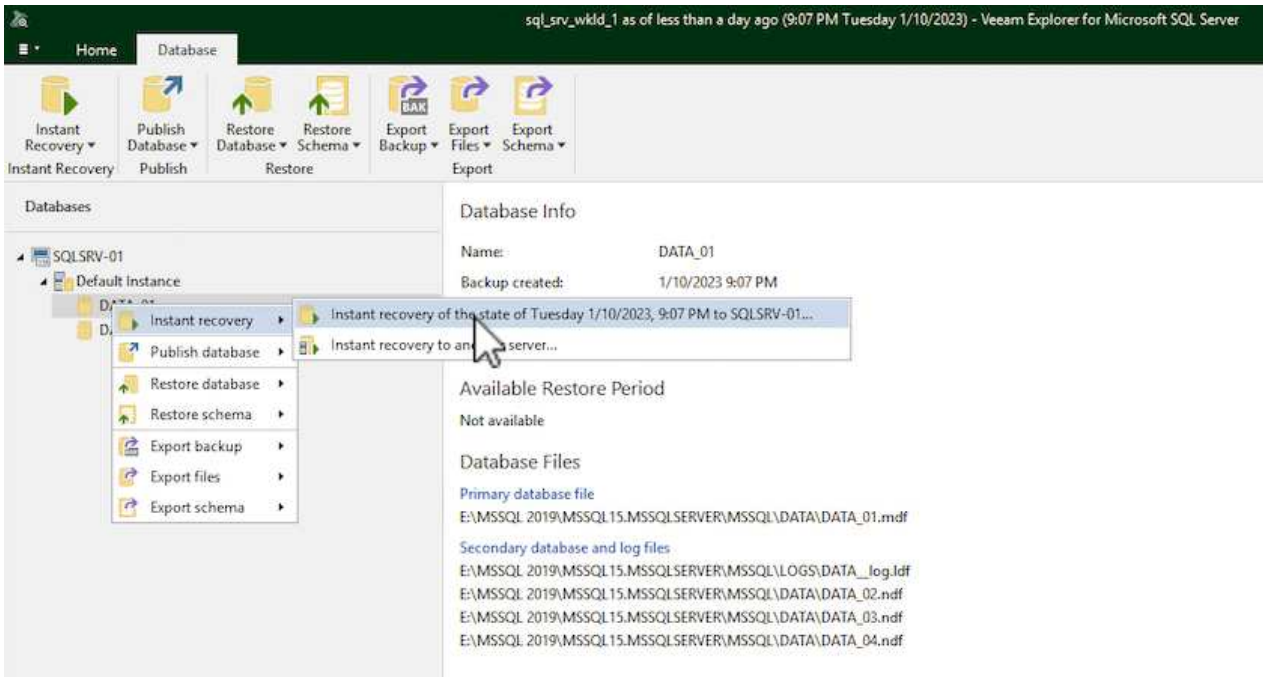 sql_srv_wkld_1 as of less than a day ago (9:07 PM Tuesday 1/10/2023) - Veeam Explorer for Microsoft SQL Server
Home Database
Instant Recovery
Publish Database
Restore Database
Restore Schema
Export Backup
BAK
Export Files
Export Schema
Instant Recovery Publish Restore Export
Databases
SQLSRV-01
Default Instance
Instant recovery
Publish database
Restore database
Restore schema
Export backup
Export files
Export schema
Instant recovery of the state of Tuesday 1/10/2023, 9:07 PM to SQLSRV-01...
Instant recovery to server...
Database Info
Name: DATA_01
Backup created: 1/10/2023 9:07 PM
Available Restore Period
Not available
Database Files
Primary database file
E:\MSSQL 2019\MSSQL15.MSSQLSERVER\MSSQL\DATA\DATA_01.mdf
Secondary database and log files
E:\MSSQL 2019\MSSQL15.MSSQLSERVER\MSSQL\LOGS\DATA__log.ldf
E:\MSSQL 2019\MSSQL15.MSSQLSERVER\MSSQL\DATA\DATA_02.ndf
E:\MSSQL 2019\MSSQL15.MSSQLSERVER\MSSQL\DATA\DATA_03.ndf
E:\MSSQL 2019\MSSQL15.MSSQLSERVER\MSSQL\DATA\DATA_04.ndf